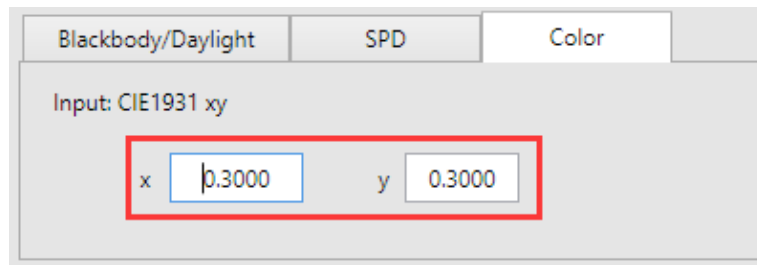 Blackbody/Daylight SPD Color
Input: CIE1931 xy
x 0.3000 y 0.3000